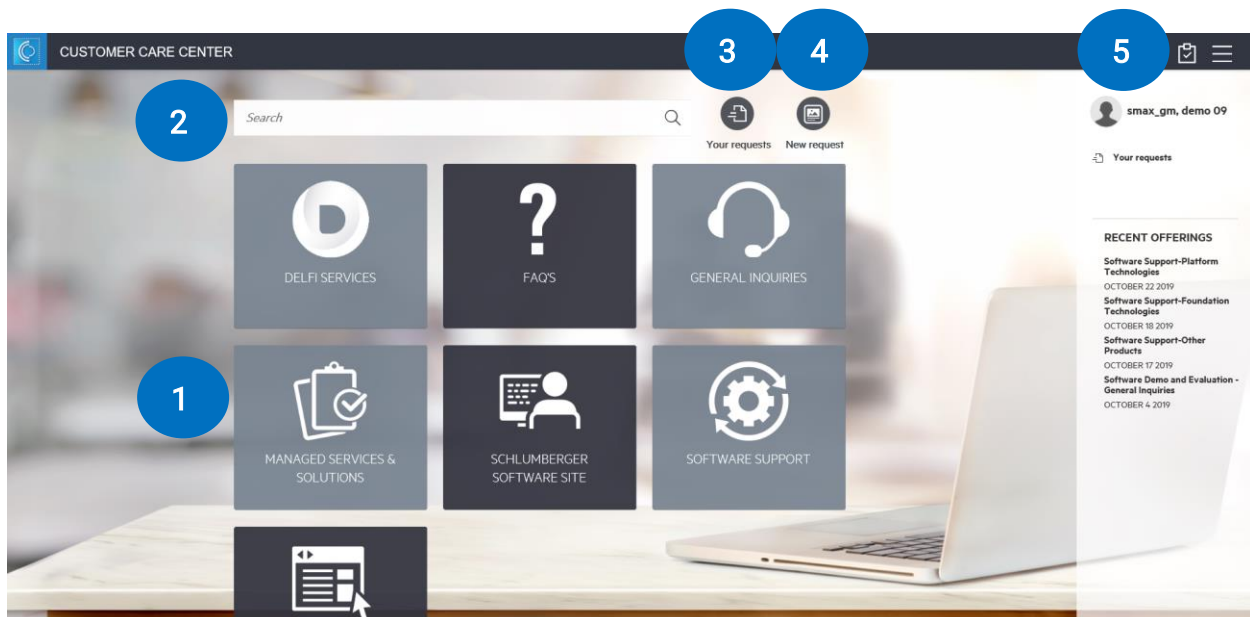 3
4
5
CUSTOMER CARE CENTER
2
Search
Your requests
New request
smax_gm, demo 09
Your requests
DELFI SERVICES
FAQ'S
GENERAL INQUIRIES
RECENT OFFERINGS
Software Support-Platform
Technologies
OCTOBER 22 2019
Software Support-Foundation
Technologies
OCTOBER 18 2019
Software Support-Other
Products
OCTOBER 17 2019
Software Demo and Evaluation -
General Inquiries
OCTOBER 4 2019
1
MANAGED SERVICES &
SOLUTIONS
SCHLUMBERGER
SOFTWARE SITE
SOFTWARE SUPPORT